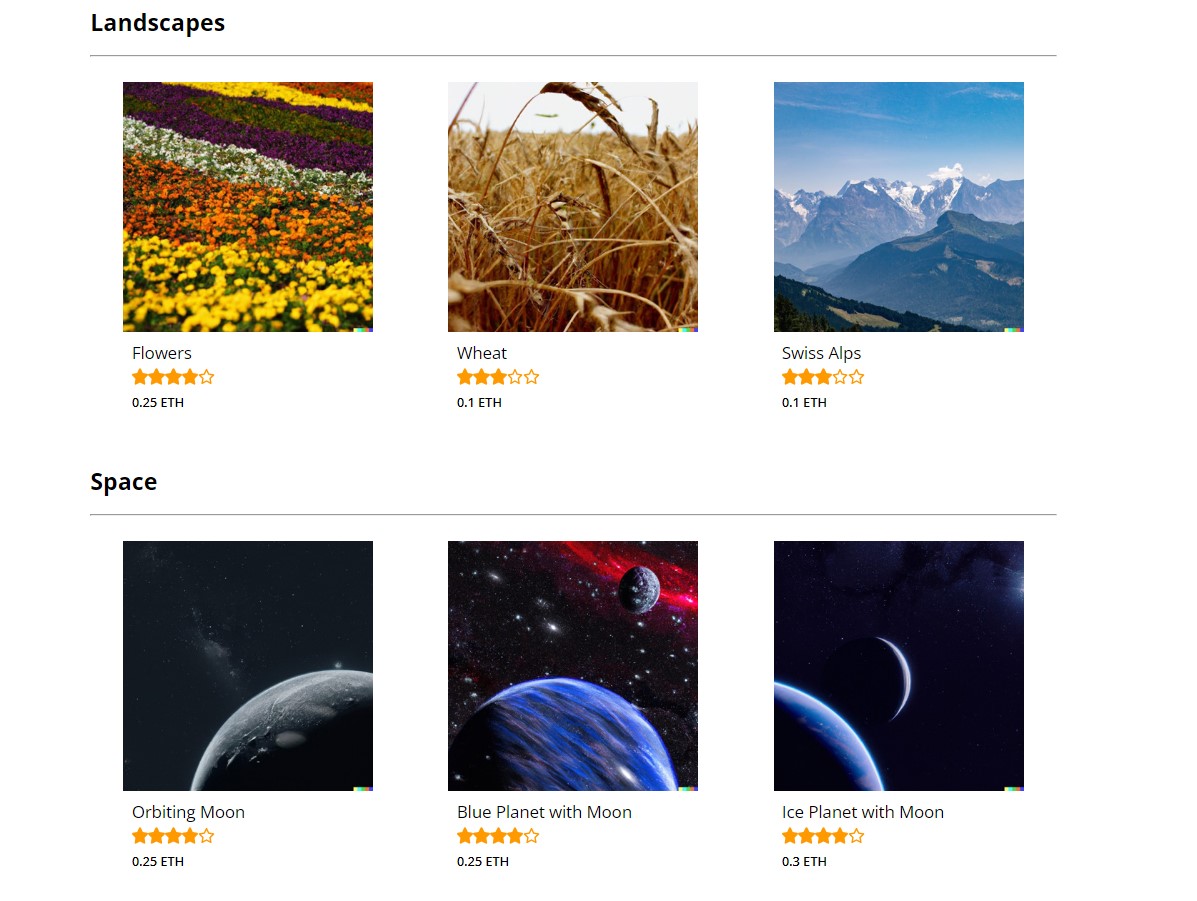 Landscapes
Flowers
0.25 ETH
Wheat
0.1 ETH
Swiss Alps
0.1 ETH
Space
Orbiting Moon
0.25 ETH
Blue Planet with Moon
0.25 ETH
Ice Planet with Moon
0.3 ETH